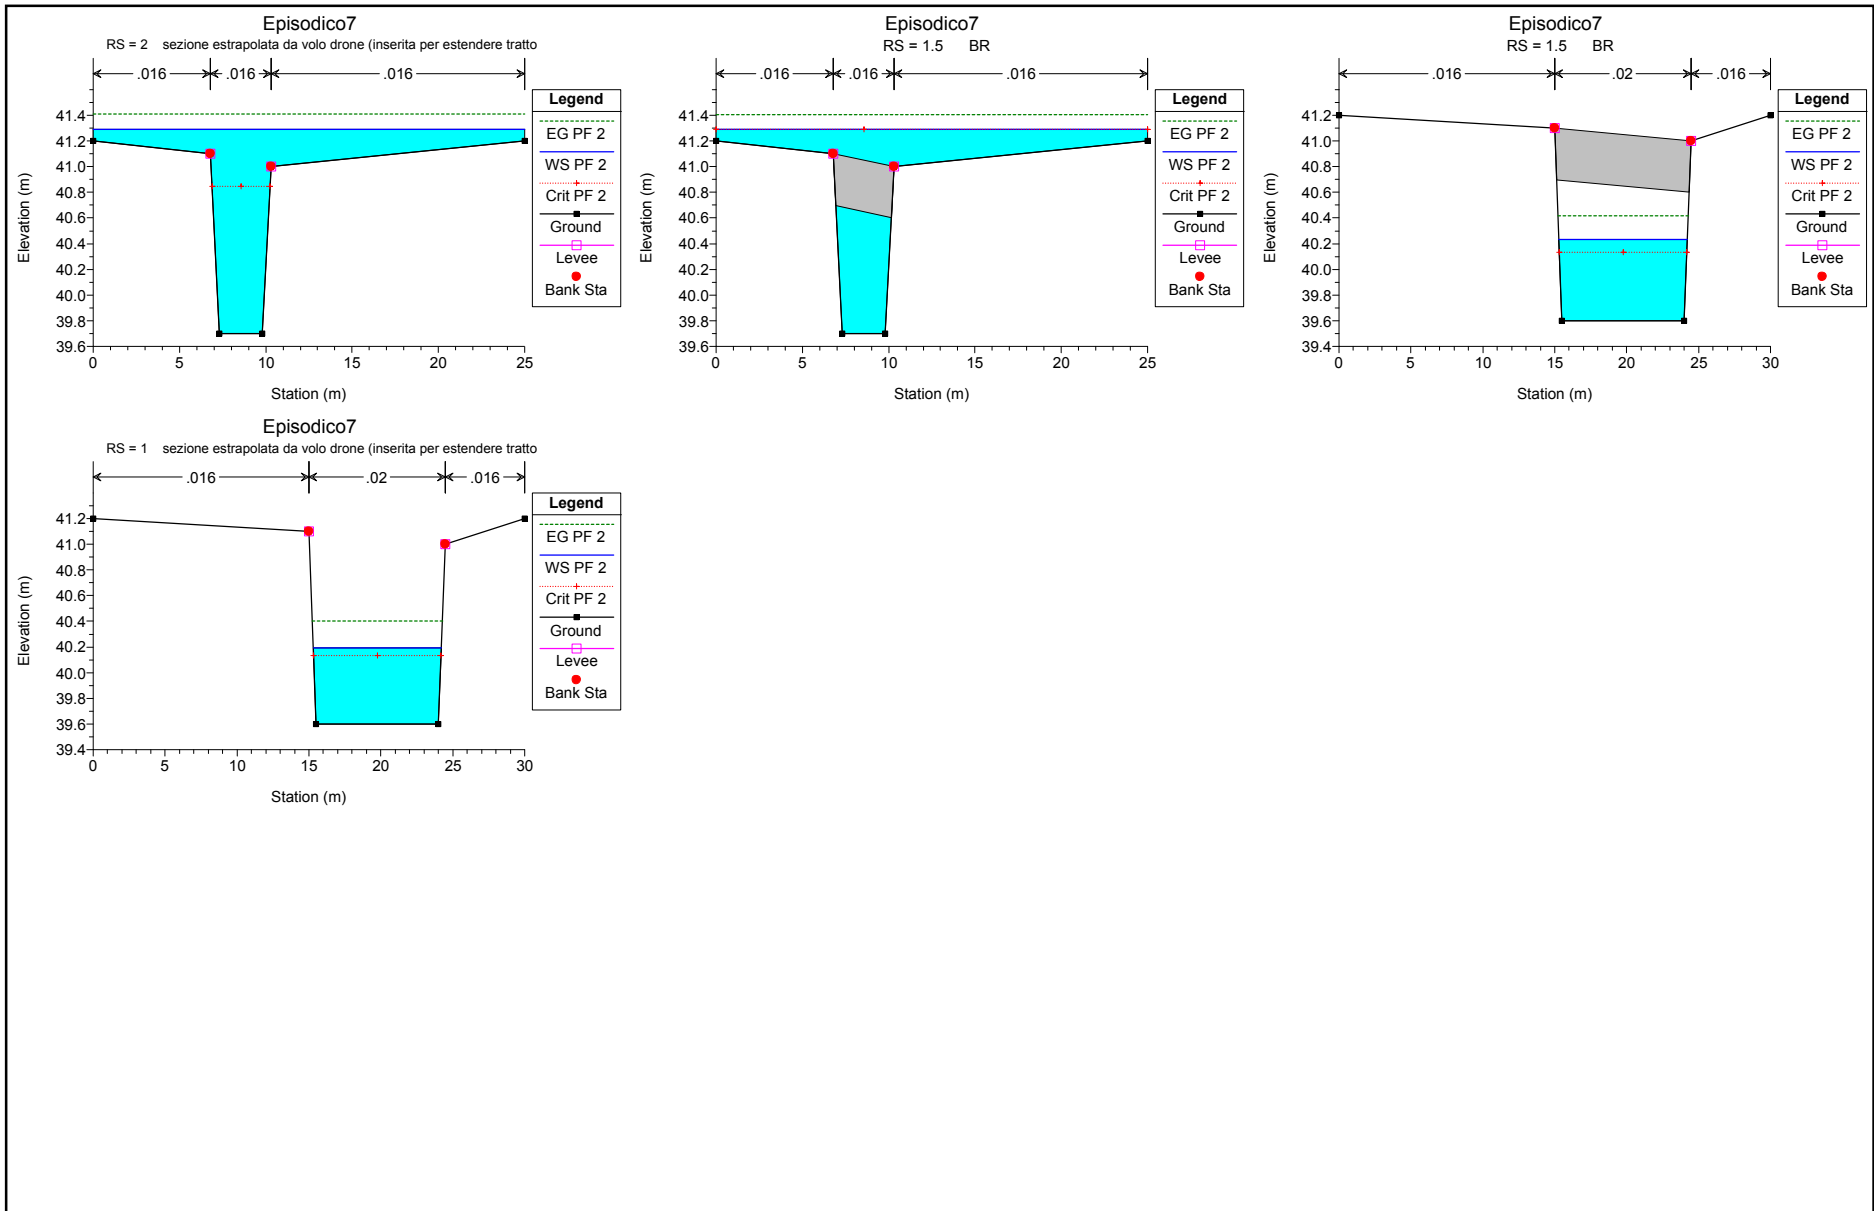 Episodico7
RS = 2 sezione estrapolata da volo drone (inserita per estendere tratto
.016 .016 .016
Elevation (m)
41.4
41.2
41.0
40.8
40.6
40.4
40.2
40.0
39.8
39.6
0 5 10 15 20 25
Station (m)
Legend
EG PF 2
WS PF 2
Crit PF 2
Ground
Levee
Bank Sta
Episodico7
RS = 1.5 BR
.016 .016 .016
Elevation (m)
41.4
41.2
41.0
40.8
40.6
40.4
40.2
40.0
39.8
39.6
0 5 10 15 20 25
Station (m)
Legend
EG PF 2
WS PF 2
Crit PF 2
Ground
Levee
Bank Sta
Episodico7
RS = 1.5 BR
.016 .02 .016
Elevation (m)
41.2
41.0
40.8
40.6
40.4
40.2
40.0
39.8
39.6
39.4
0 5 10 15 20 25 30
Station (m)
Legend
EG PF 2
WS PF 2
Crit PF 2
Ground
Levee
Bank Sta
Episodico7
RS = 1 sezione estrapolata da volo drone (inserita per estendere tratto
.016 .02 .016
Elevation (m)
41.2
41.0
40.8
40.6
40.4
40.2
40.0
39.8
39.6
39.4
0 5 10 15 20 25 30
Station (m)
Legend
EG PF 2
WS PF 2
Crit PF 2
Ground
Levee
Bank Sta